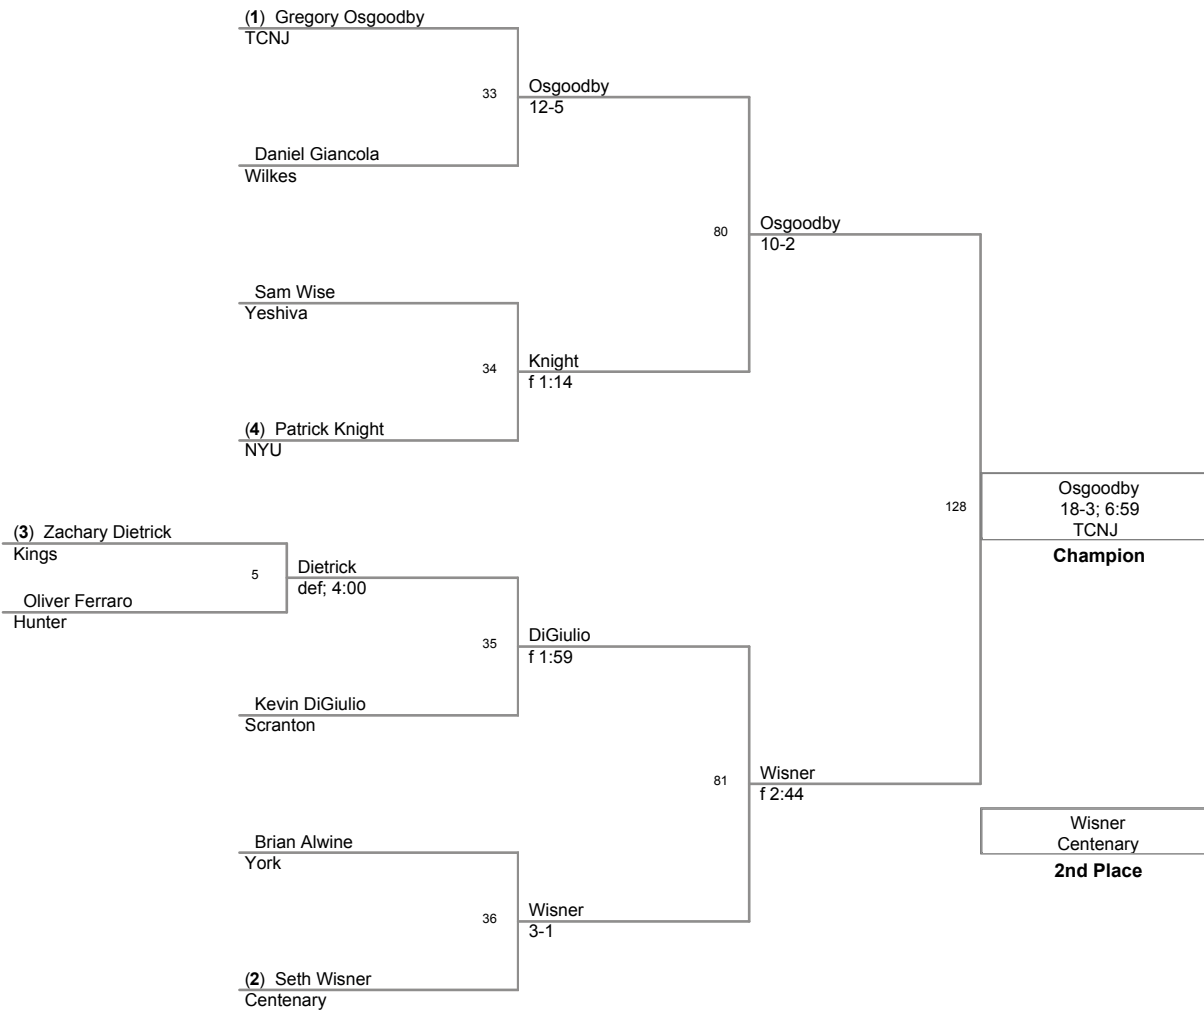 (1) Gregory Osgoodby
TCNJ
33
Osgoodby
12-5
Daniel Giancola
Wilkes
80
Osgoodby
10-2
Sam Wise
Yeshiva
34
Knight
f 1:14
(4) Patrick Knight
NYU
128
Osgoodby
18-3; 6:59
TCNJ
Champion
(3) Zachary Dietrick
Kings
5
Dietrick
def; 4:00
Oliver Ferraro
Hunter
35
DiGiulio
f 1:59
Kevin DiGiulio
Scranton
81
Wisner
f 2:44
Brian Alwine
York
36
Wisner
3-1
(2) Seth Wisner
Centenary
Wisner
Centenary
2nd Place